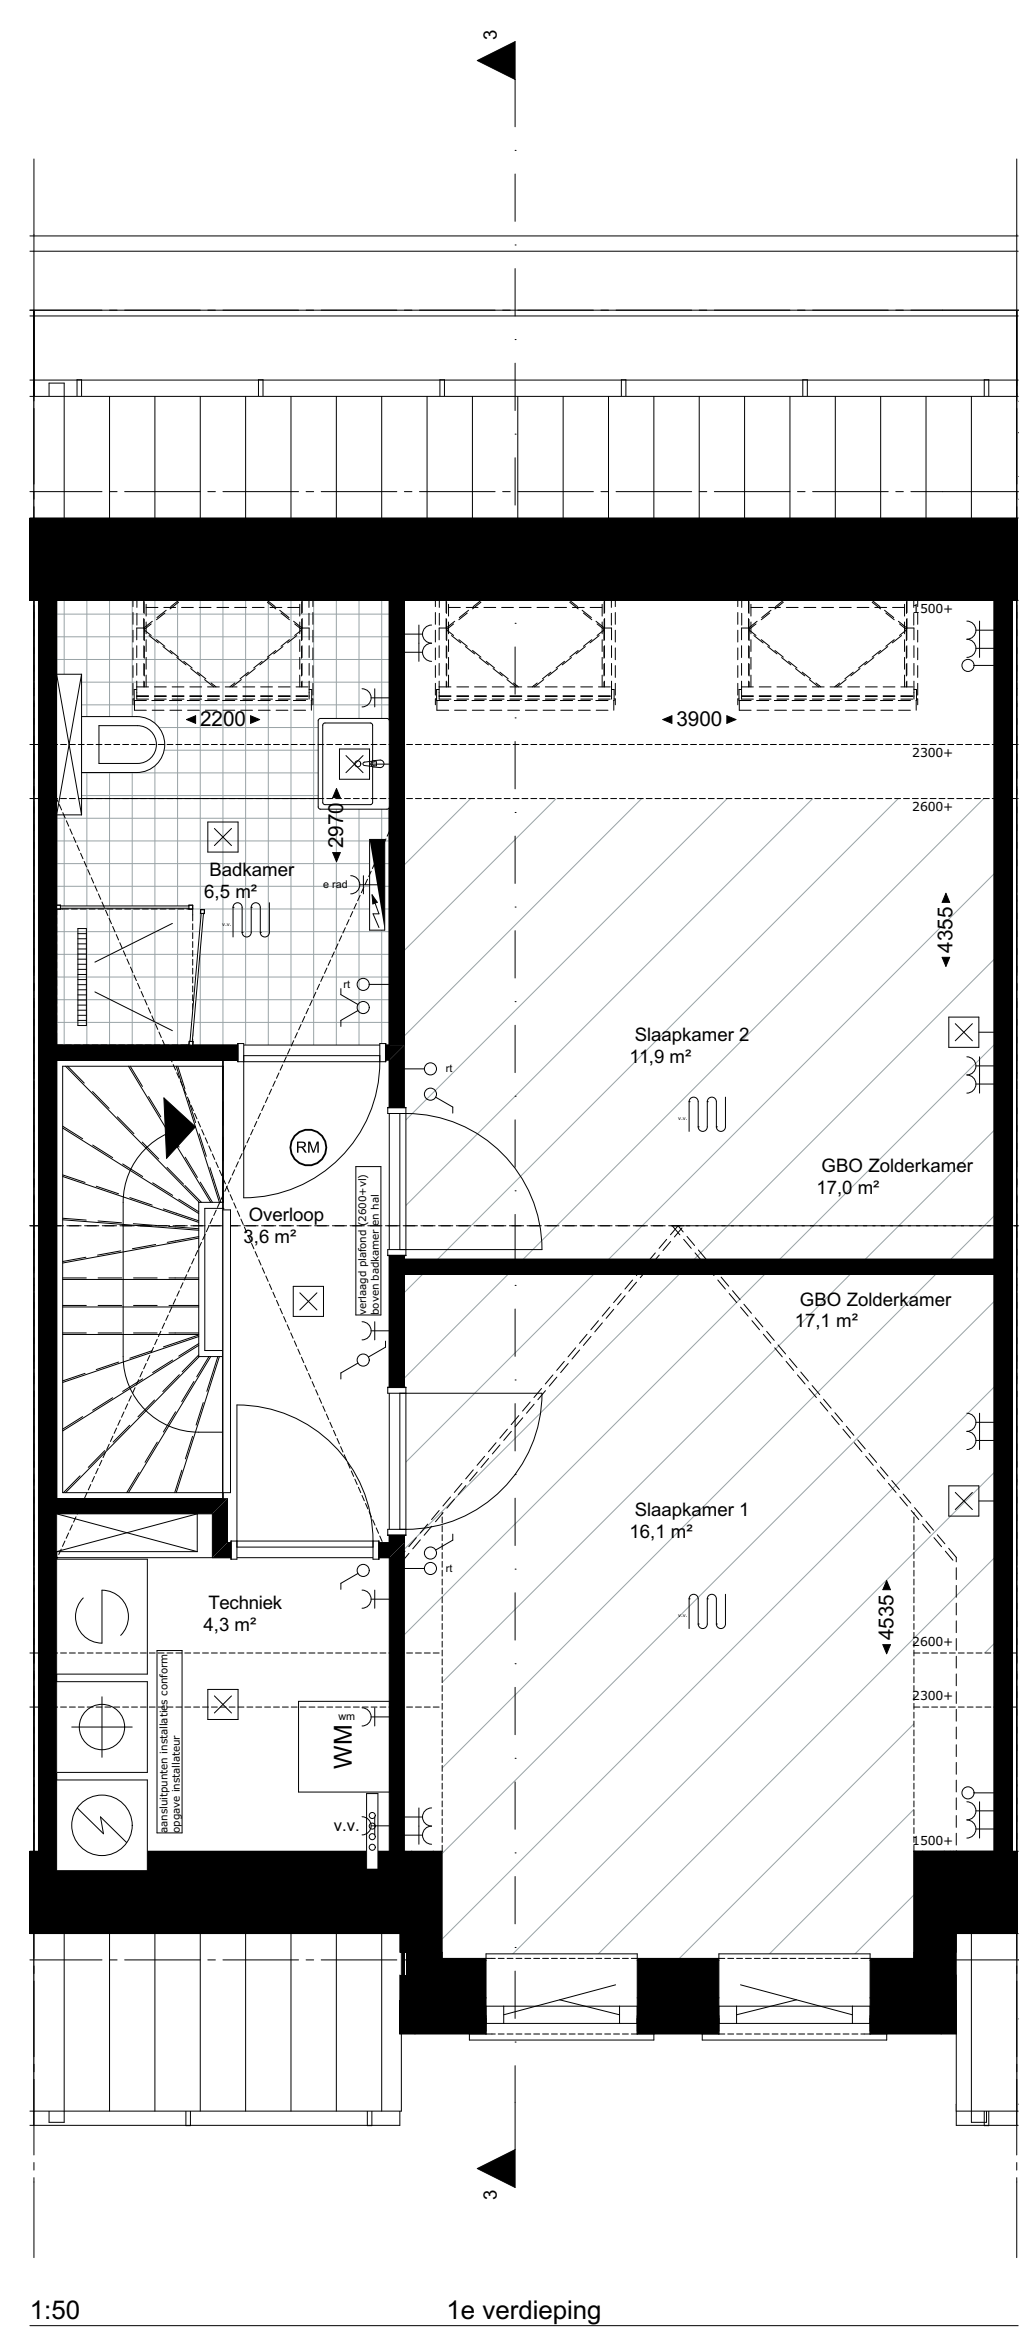 3
1500+
2200
3900
2300+
2600+
2970
Badkamer
6,5 m²
e rad
v.v.
4355
rt
Slaapkamer 2
11,9 m²
rt
v.v.
RM
GBO Zolderkamer
17,0 m²
verlaagd plafond (2600+vl)
boven badkamer en hal
Overloop
3,6 m²
GBO Zolderkamer
17,1 m²
Slaapkamer 1
16,1 m²
rt
Techniek
4,3 m²
v.v.
4535
2600+
aansluitpunten installaties conform
opgave installateur
2300+
wm
WM
v.v.
1500+
3
1:50
1e verdieping